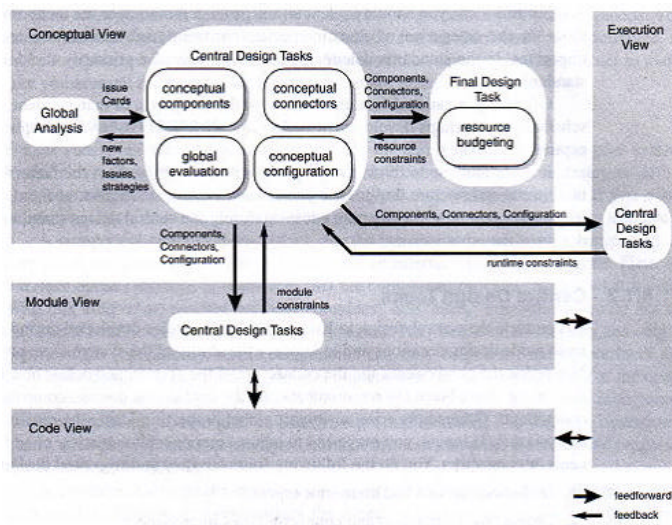 Conceptual View
Execution
View
Central Design Tasks
Issue
Cards
Global
Analysis
new
factors,
Issues,
strategies
conceptual
components
conceptual
connectors
global
evaluation
conceptual
configuration
Components,
Connectors,
Configuration
resource
constraints
Final Design
Task
resource
budgeting
Components, Connectors, Configuration
Central
Design
Tasks
runtime constraints
Components,
Connectors,
Configuration
module
constraints
Module View
Central Design Tasks
Code View
feedforward
feedback